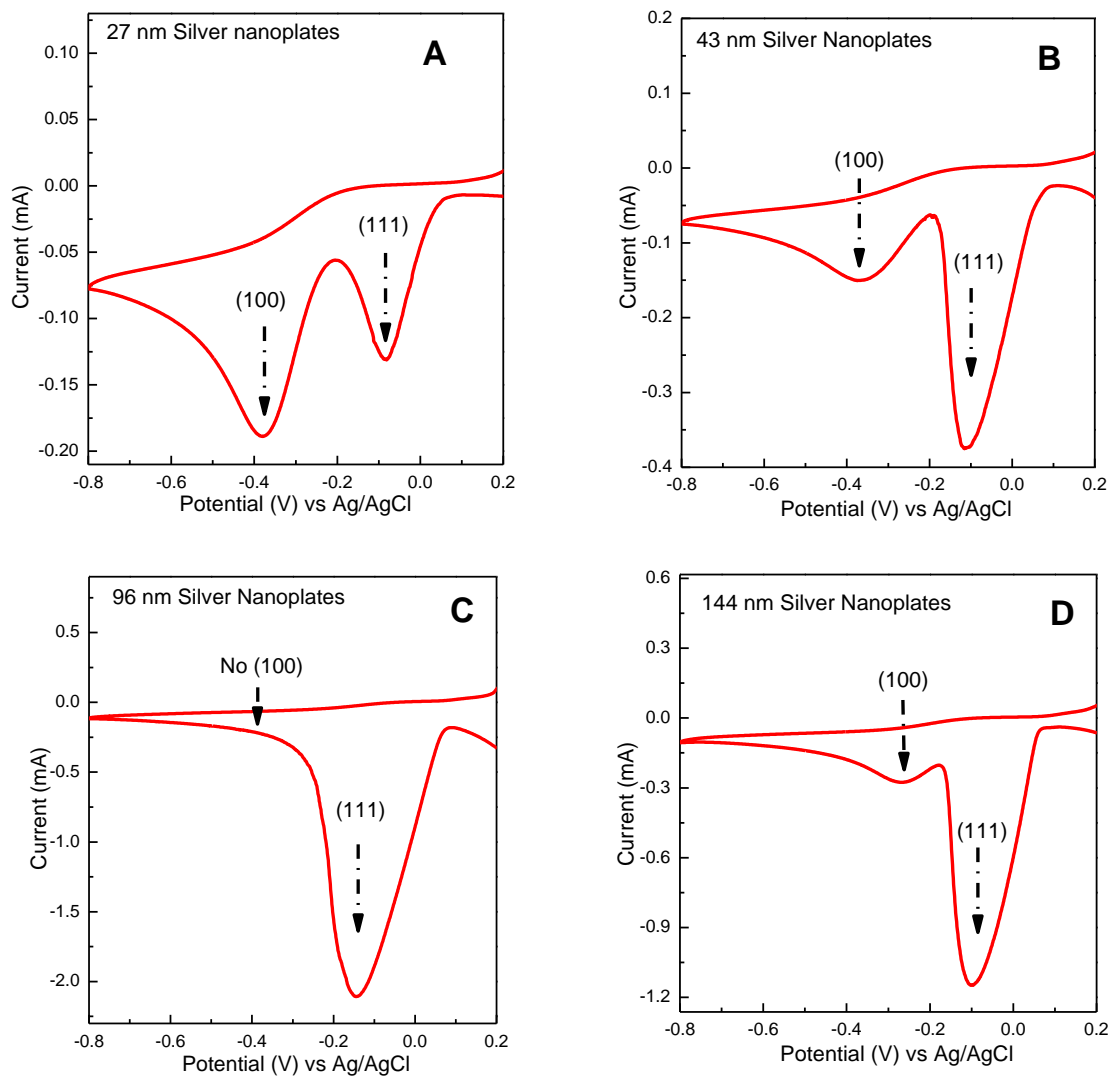 27 nm Silver nanoplates
A
0.10
0.05
0.00
-0.05
-0.10
-0.15
-0.20
Current (mA)
(111)
(100)
-0.8 -0.6 -0.4 -0.2 0.0 0.2
Potential (V) vs Ag/AgCl
43 nm Silver Nanoplates
B
0.2
0.1
0.0
-0.1
-0.2
-0.3
-0.4
Current (mA)
(100)
(111)
-0.8 -0.6 -0.4 -0.2 0.0 0.2
Potential (V) vs Ag/AgCl
96 nm Silver Nanoplates
C
0.5
0.0
-0.5
-1.0
-1.5
-2.0
Current (mA)
No (100)
(111)
-0.8 -0.6 -0.4 -0.2 0.0 0.2
Potential (V) vs Ag/AgCl
144 nm Silver Nanoplates
D
0.6
0.3
0.0
-0.3
-0.6
-0.9
-1.2
Current (mA)
(100)
(111)
-0.8 -0.6 -0.4 -0.2 0.0 0.2
Potential (V) vs Ag/AgCl